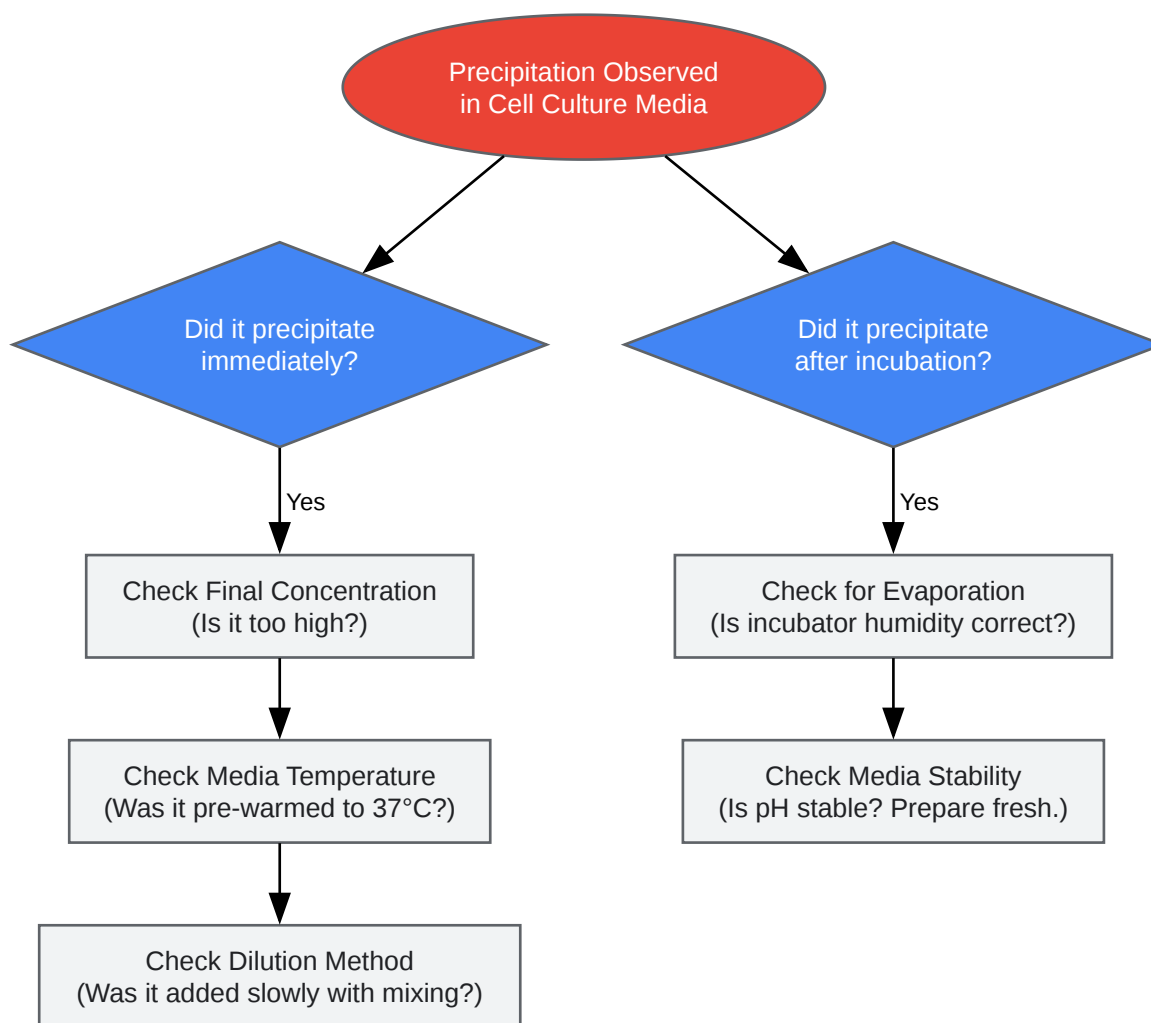 Precipitation Observed
in Cell Culture Media
Did it precipitate
immediately?
Did it precipitate
after incubation?
Yes
Yes
Check Final Concentration
(Is it too high?)
Check for Evaporation
(Is incubator humidity correct?)
Check Media Temperature
(Was it pre-warmed to 37°C?)
Check Media Stability
(Is pH stable? Prepare fresh.)
Check Dilution Method
(Was it added slowly with mixing?)